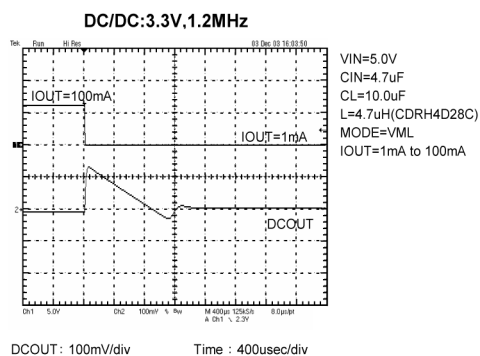 DC/DC:3.3V,1.2MHz
Tek Run Hi Res 03 Dec 03 16:03:50
IOUT=100mA
IOUT=1mA
2
DCOUT
Ch1 5.0V Ch2 100mV % Bw M 400µs 125kS/s 8.0µs/pt
A Ch1 \ 2.3V
VIN=5.0V
CIN=4.7uF
CL=10.0uF
L=4.7uH(CDRH4D28C)
MODE=VML
IOUT=1mA to 100mA
DCOUT: 100mV/div Time : 400usec/div